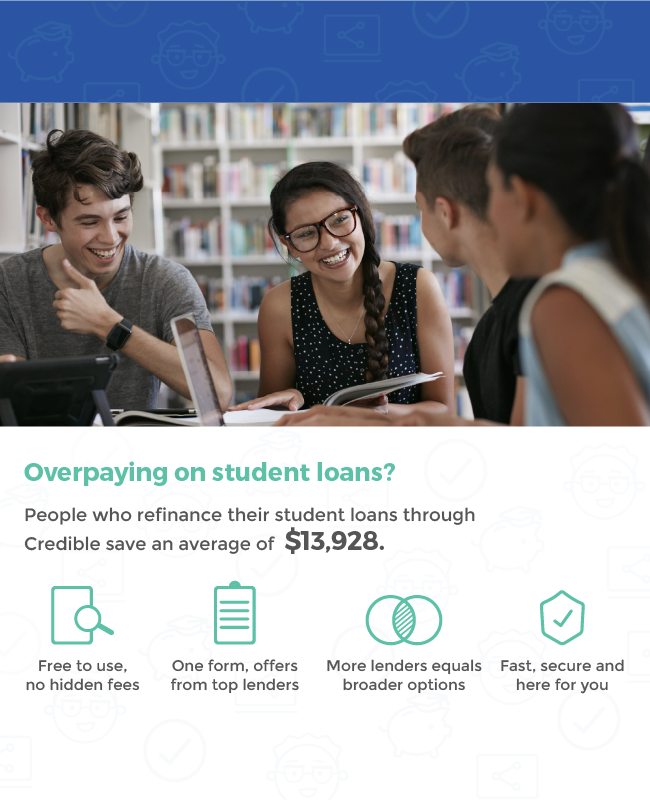 Overpaying on student loans?
People who refinance their student loans through
Credible save an average of $13,928.
Free to use,
no hidden fees
One form, offers
from top lenders
More lenders equals
broader options
Fast, secure and
here for you